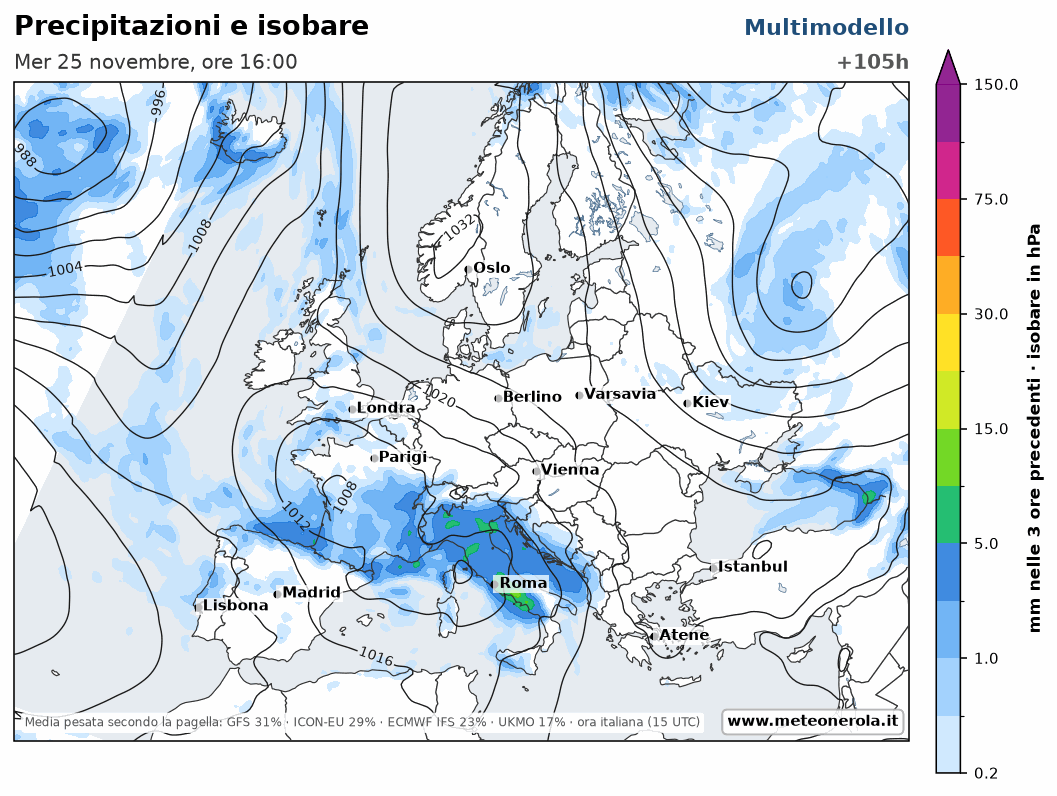 Precipitazioni e isobare
Multimodello
Mer 25 novembre, ore 16:00
+105h
996
988
1008
1004
1032
Oslo
1020
Londra
Berlino
Varsavia
Kiev
Parigi
Vienna
1008
1012
Istanbul
Madrid
Roma
Lisbona
Atene
1016
Media pesata secondo la pagella: GFS 31% · ICON-EU 29% · ECMWF IFS 23% · UKMO 17% · ora italiana (15 UTC)
www.meteonerola.it
150.0
75.0
30.0
15.0
5.0
1.0
0.2
mm nelle 3 ore precedenti · isobare in hPa